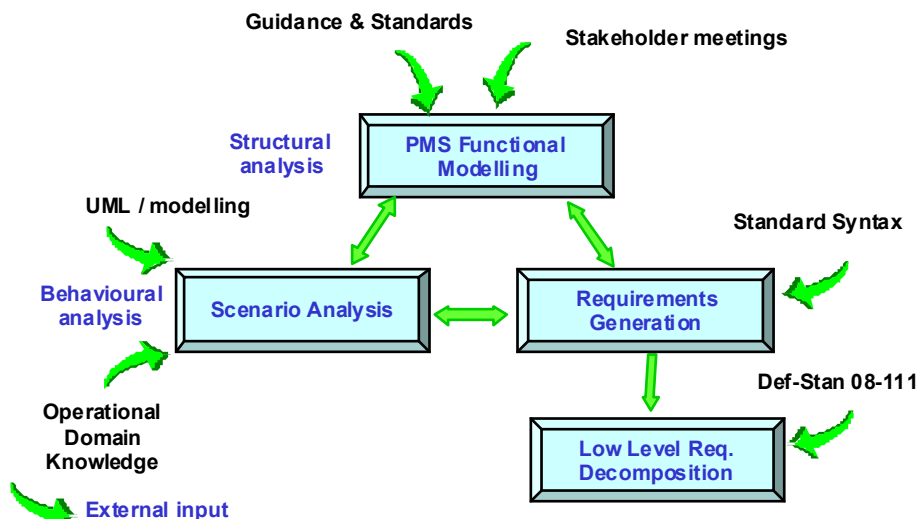 Guidance & Standards
Stakeholder meetings
Structural
analysis
PMS Functional
Modelling
UML / modelling
Standard Syntax
Behavioural
analysis
Scenario Analysis
Requirements
Generation
Def-Stan 08-111
Operational
Domain
Knowledge
Low Level Req.
Decomposition
External input